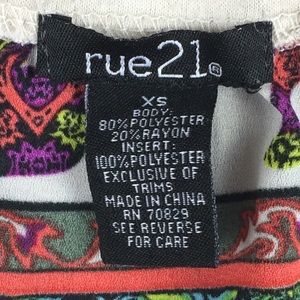 rue21®
XS
BODY:
80%POLYESTER
20%RAYON
INSERT:
100%POLYESTER
EXCLUSIVE OF
TRIMS
MADE IN CHINA
RN 70829
SEE REVERSE
FOR CARE